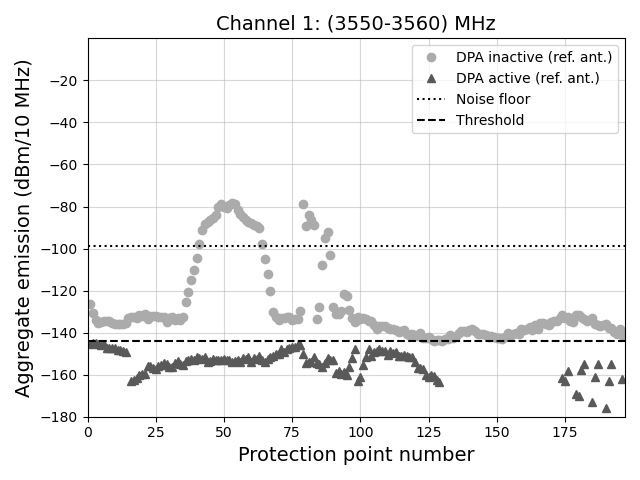 Channel 1: (3550-3560) MHz
DPA inactive (ref. ant.)
DPA active (ref. ant.)
Noise floor
Threshold
Aggregate emission (dBm/10 MHz)
−20
−40
−60
−80
−100
−120
−140
−160
−180
0 25 50 75 100 125 150 175
Protection point number